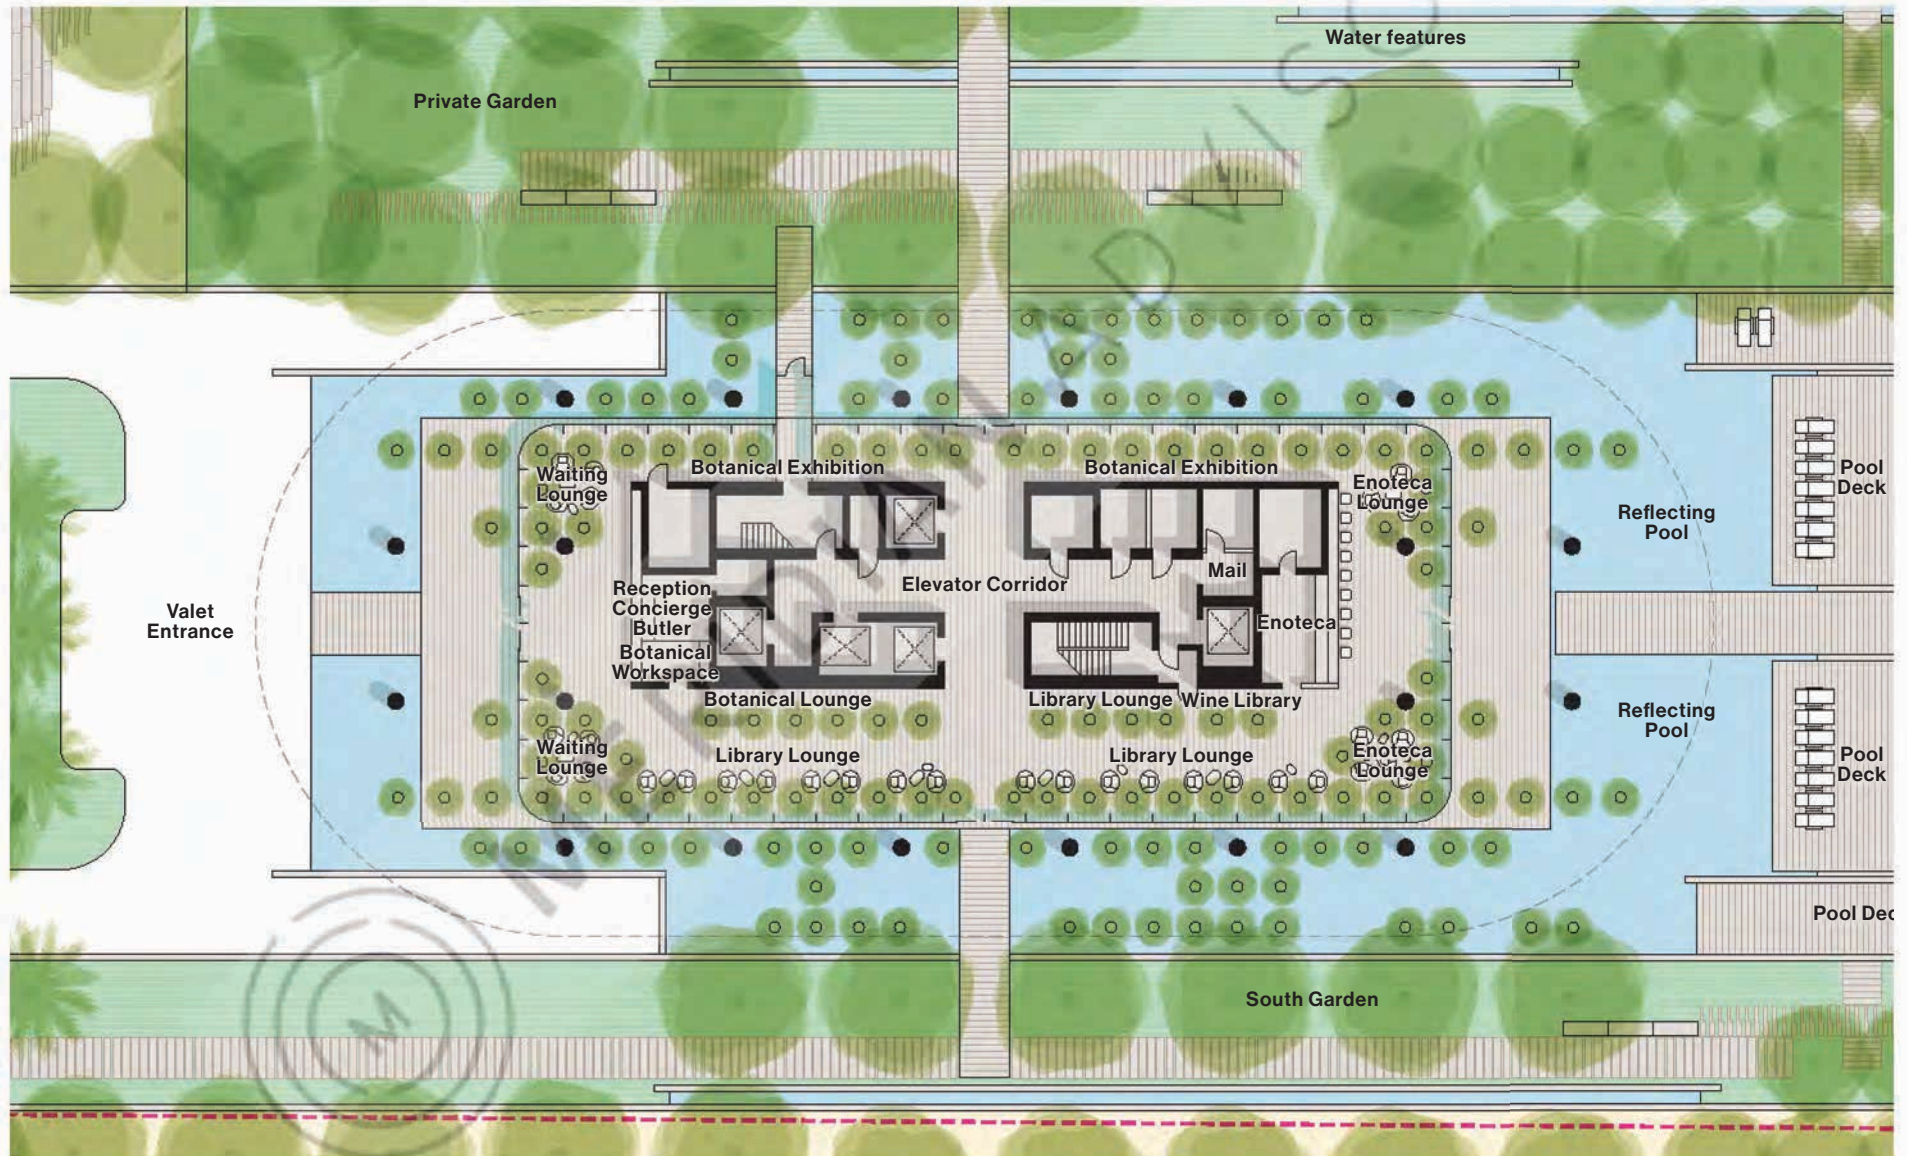 Water features
Private Garden
Botanical Exhibition
Botanical Exhibition
Waiting
Lounge
Enoteca
Lounge
Pool
Deck
Reflecting
Pool
Mail
Elevator Corridor
Reception
Concierge
Butler
Botanical
Workspace
Enoteca
Valet
Entrance
Botanical Lounge
Library Lounge
Wine Library
Reflecting
Pool
Waiting
Lounge
Library Lounge
Library Lounge
Enoteca
Lounge
Pool
Deck
Pool Dec
South Garden
MERIDIAN ADVISO
M